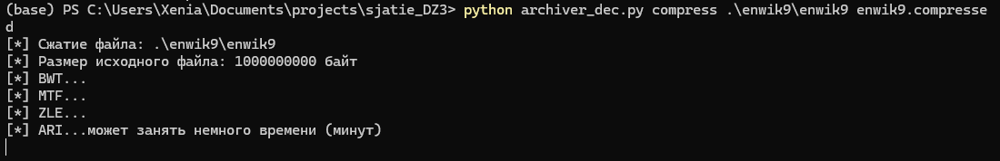 (base) PS C:\Users\Xenia\Documents\projects\sjatie_DZ3> python archiver_dec.py compress .\enwik9\enwik9 enwik9.compresse
d
[*] Сжатие файла: .\enwik9\enwik9
[*] Размер исходного файла: 1000000000 байт
[*] BWT...
[*] MTF...
[*] ZLE...
[*] ARI...может занять немного времени (минут)